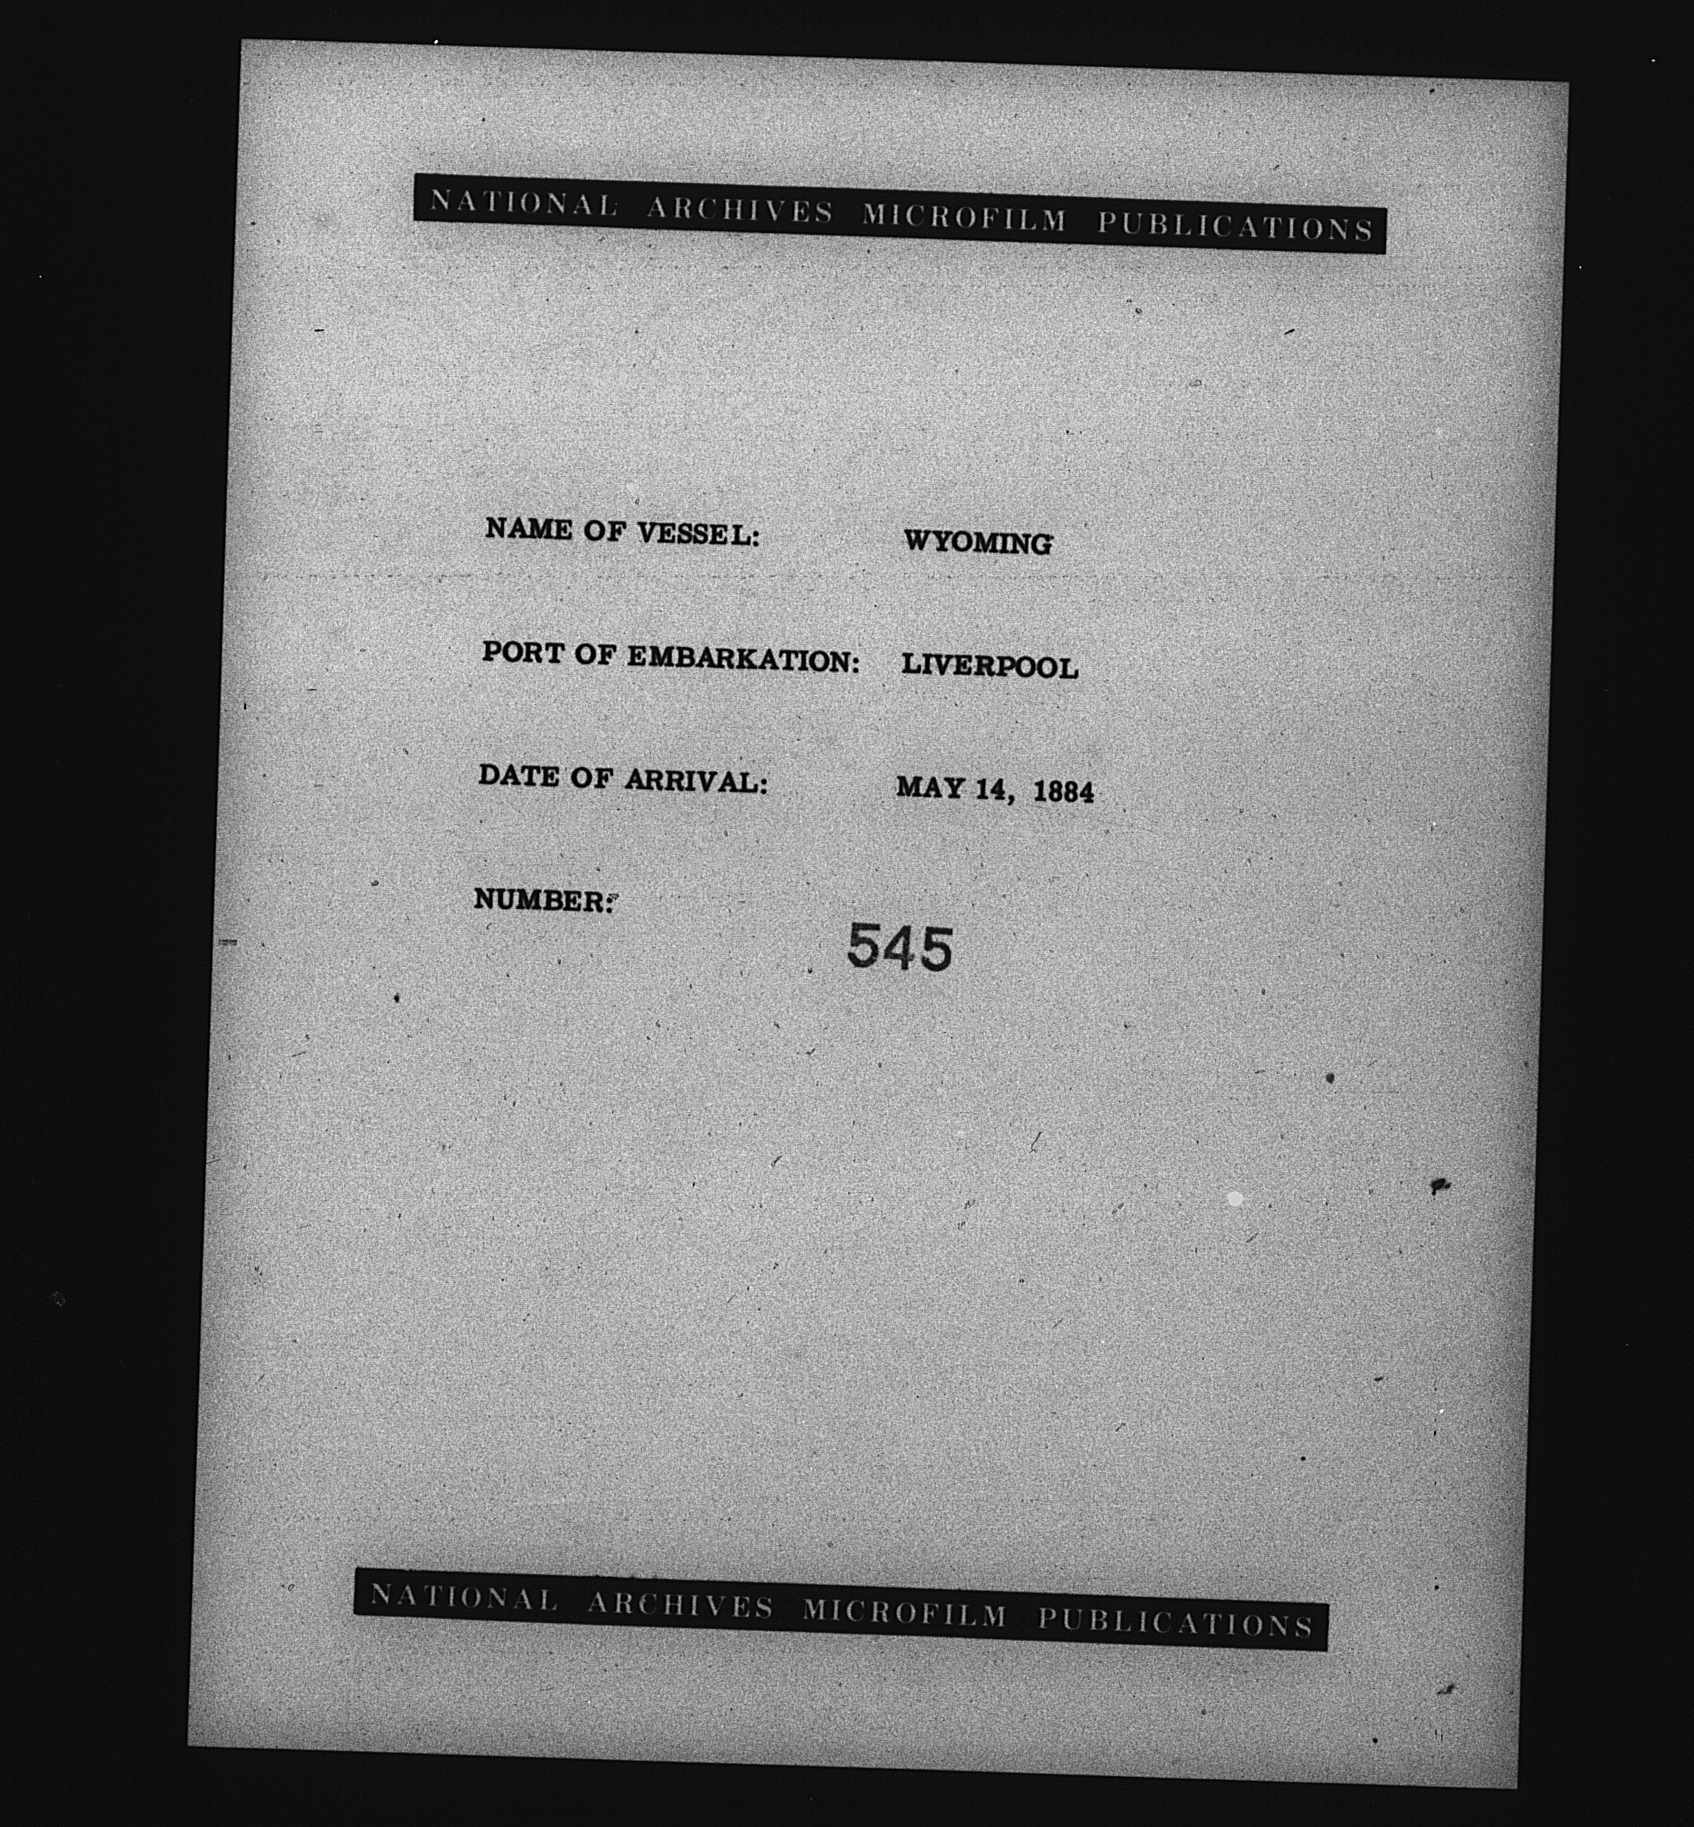 NATIONAL ARCHIVES MICROFILM PUBLICATIONS
NAME OF VESSEL: WYOMING
PORT OF EMBARKATION: LIVERPOOL
DATE OF ARRIVAL: MAY 14, 1884
NUMBER:
545
NATIONAL ARCHIVES MICROFILM PUBLICATIONS